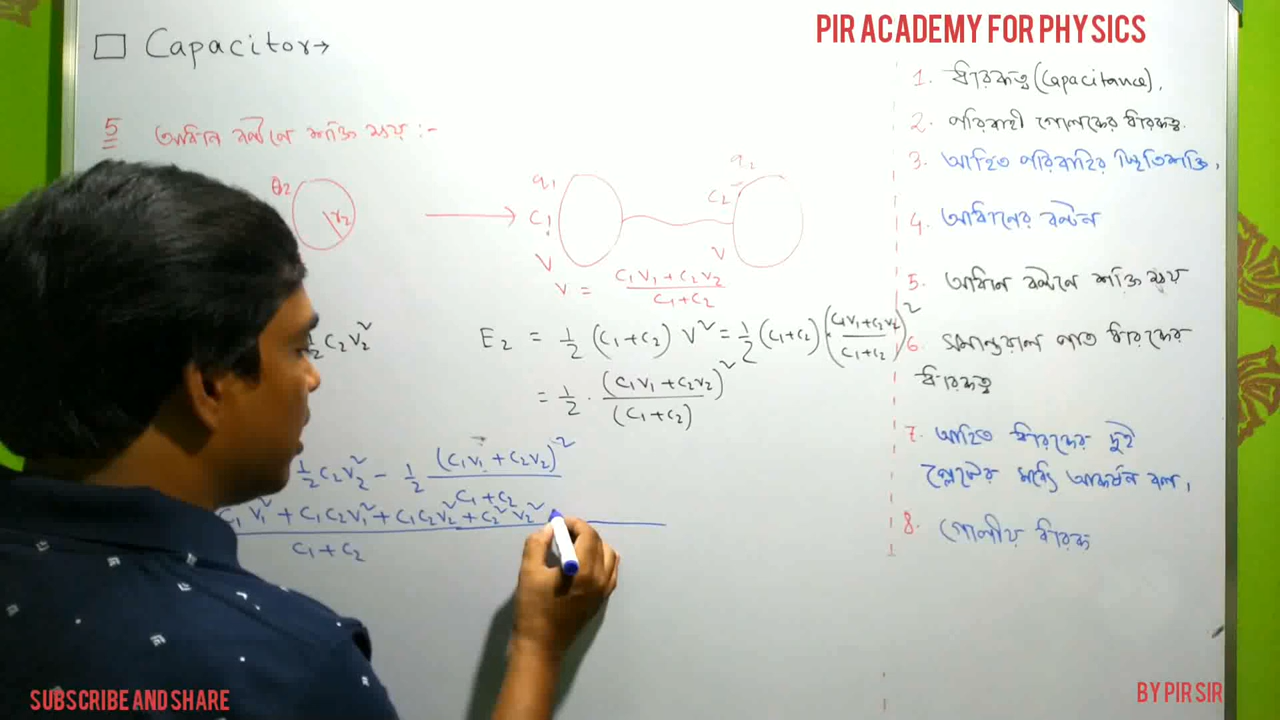 PIR ACADEMY FOR PHYSICS
□ Capacitor→
5 আধান বন্টনে শক্তি ক্ষয় :-
Q₂
r₂
q₁
C₁
V
q₂
C₂
V
V = (C₁V₁ + C₂V₂)/(C₁+C₂)
½C₂V₂²
E₂ = ½ (C₁+C₂) V² = ½ (C₁+C₂) · ((C₁V₁+C₂V₂)/(C₁+C₂))²
= ½ · (C₁V₁+C₂V₂)²/(C₁+C₂)
½C₂V₂² – ½ (C₁V₁ + C₂V₂)²/(C₁+C₂)
C₁ V₁² + C₁C₂V₁² + C₁C₂V₂² + C₂²V₂²
C₁+C₂
1. ধারকত্ব (Capacitance).
2. পরিবাহী গোলকের ধারকত্ব.
3. আহিত পরিবাহির স্থিতিশক্তি,
4. আধানের বন্টন
5. আধান বন্টনে শক্তি ক্ষয়
6. সমান্তরাল পাত ধারকের
ধারকত্ব
7. আহিত ধারকের দুই
প্লেটের মধ্যে আকর্ষন বল,
8. গোলীয় ধারক
SUBSCRIBE AND SHARE
BY PIR SIR